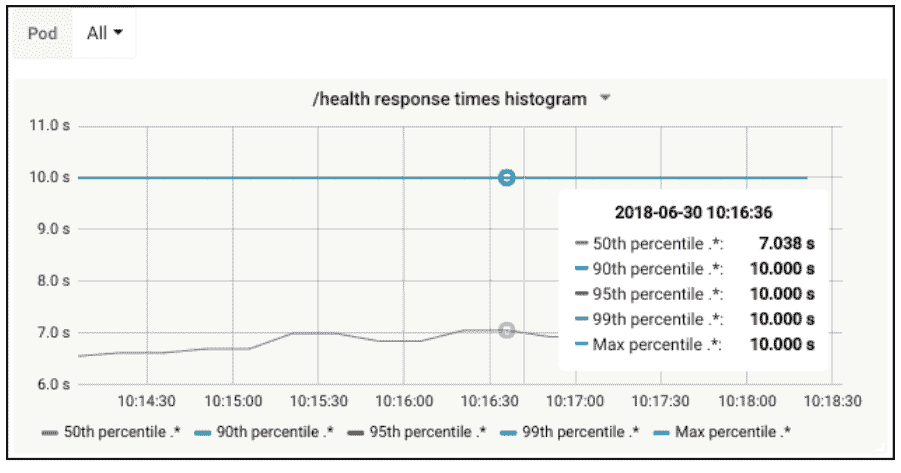 Pod All
/health response times histogram
11.0 s
10.0 s
9.0 s
8.0 s
7.0 s
6.0 s
2018-06-30 10:16:36
50th percentile .*: 7.038 s
90th percentile .*: 10.000 s
95th percentile .*: 10.000 s
99th percentile .*: 10.000 s
Max percentile .*: 10.000 s
10:14:30 10:15:00 10:15:30 10:16:00 10:16:30 10:17:00 10:17:30 10:18:00 10:18:30
50th percentile .* 90th percentile .* 95th percentile .* 99th percentile .* Max percentile .*